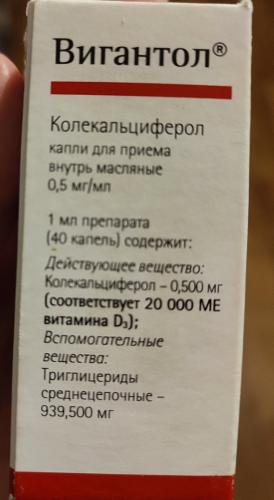 Вигантол®
Колекальциферол
капли для приема
внутрь масляные
0,5 мг/мл
1 мл препарата
(40 капель) содержит:
Действующее вещество:
Колекальциферол – 0,500 мг
(соответствует 20 000 МЕ
витамина D₃);
Вспомогательные
вещества:
Триглицериды
среднецепочные –
939,500 мг